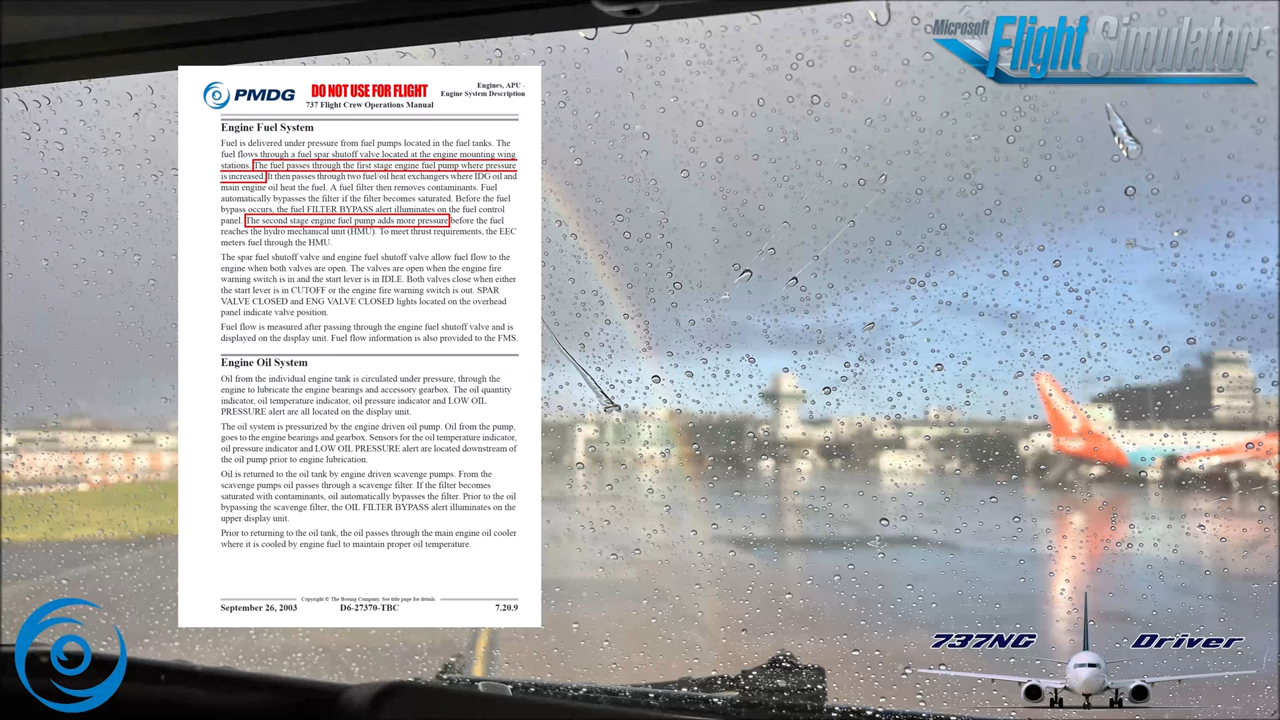 Microsoft
Flight Simulator
PMDG
DO NOT USE FOR FLIGHT
737 Flight Crew Operations Manual
Engines, APU -
Engine System Description
Engine Fuel System
Fuel is delivered under pressure from fuel pumps located in the fuel tanks. The
fuel flows through a fuel spar shutoff valve located at the engine mounting wing
stations. The fuel passes through the first stage engine fuel pump where pressure
is increased. It then passes through two fuel/oil heat exchangers where IDG oil and
main engine oil heat the fuel. A fuel filter then removes contaminants. Fuel
automatically bypasses the filter if the filter becomes saturated. Before the fuel
bypass occurs, the fuel FILTER BYPASS alert illuminates on the fuel control
panel. The second stage engine fuel pump adds more pressure before the fuel
reaches the hydro mechanical unit (HMU). To meet thrust requirements, the EEC
meters fuel through the HMU.
The spar fuel shutoff valve and engine fuel shutoff valve allow fuel flow to the
engine when both valves are open. The valves are open when the engine fire
warning switch is in and the start lever is in IDLE. Both valves close when either
the start lever is in CUTOFF or the engine fire warning switch is out. SPAR
VALVE CLOSED and ENG VALVE CLOSED lights located on the overhead
panel indicate valve position.
Fuel flow is measured after passing through the engine fuel shutoff valve and is
displayed on the display unit. Fuel flow information is also provided to the FMS.
Engine Oil System
Oil from the individual engine tank is circulated under pressure, through the
engine to lubricate the engine bearings and accessory gearbox. The oil quantity
indicator, oil temperature indicator, oil pressure indicator and LOW OIL
PRESSURE alert are all located on the display unit.
The oil system is pressurized by the engine driven oil pump. Oil from the pump,
goes to the engine bearings and gearbox. Sensors for the oil temperature indicator,
oil pressure indicator and LOW OIL PRESSURE alert are located downstream of
the oil pump prior to engine lubrication.
Oil is returned to the oil tank by engine driven scavenge pumps. From the
scavenge pumps oil passes through a scavenge filter. If the filter becomes
saturated with contaminants, oil automatically bypasses the filter. Prior to the oil
bypassing the scavenge filter, the OIL FILTER BYPASS alert illuminates on the
upper display unit.
Prior to returning to the oil tank, the oil passes through the main engine oil cooler
where it is cooled by engine fuel to maintain proper oil temperature.
Copyright © The Boeing Company. See title page for details.
September 26, 2003
D6-27370-TBC
7.20.9
737NG Driver